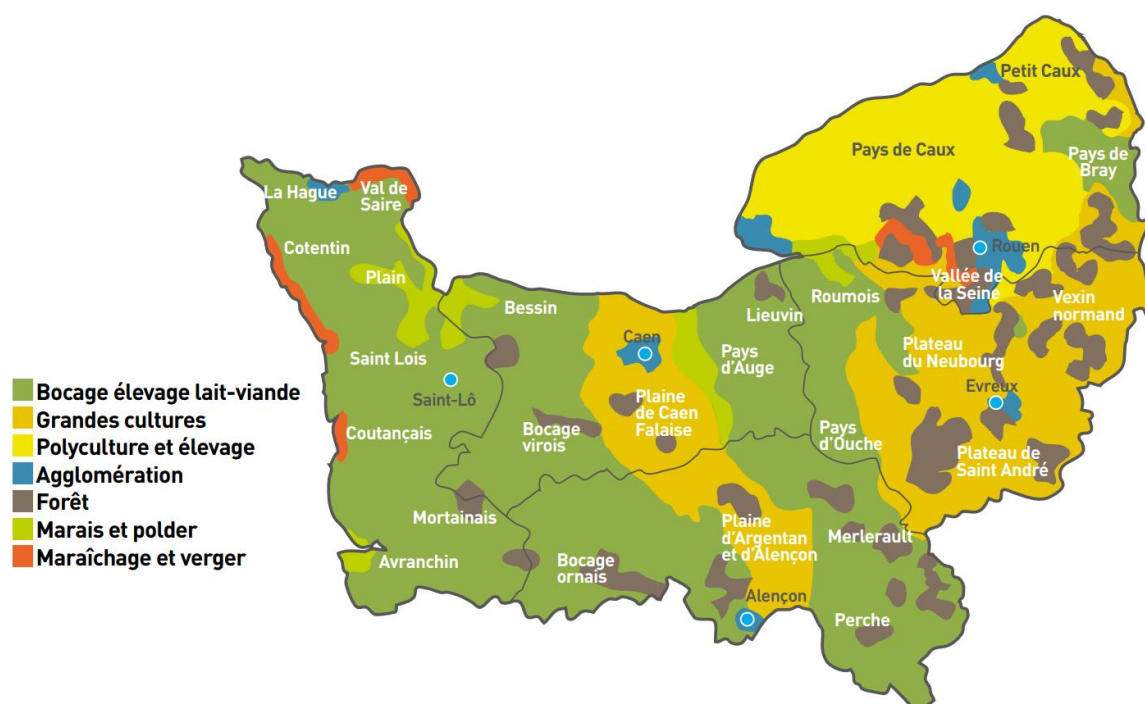 Petit Caux
Pays de Caux
Pays de
Bray
La Hague
Val de
Saire
Cotentin
Rouen
Plain
Vallée de
la Seine
Bessin
Roumois
Vexin
normand
Lieuvin
Caen
Saint Lois
Pays
d'Auge
Plateau
du Neubourg
Bocage élevage lait-viande
Grandes cultures
Polyculture et élevage
Agglomération
Forêt
Marais et polder
Maraîchage et verger
Saint-Lô
Evreux
Plaine
de Caen
Falaise
Coutançais
Bocage
virois
Pays
d'Ouche
Plateau de
Saint André
Mortainais
Plaine
d'Argentan
et d'Alençon
Merlerault
Avranchin
Bocage
ornais
Alençon
Perche